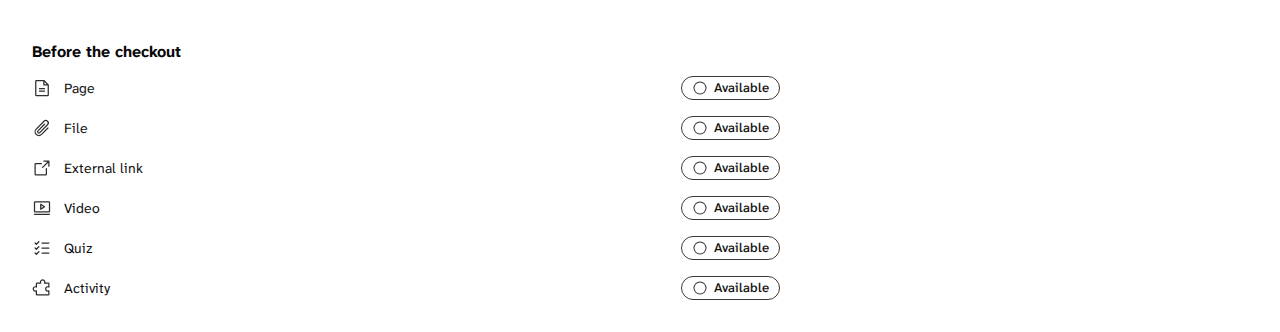 Before the checkout
Page Available
File Available
External link Available
Video Available
Quiz Available
Activity Available